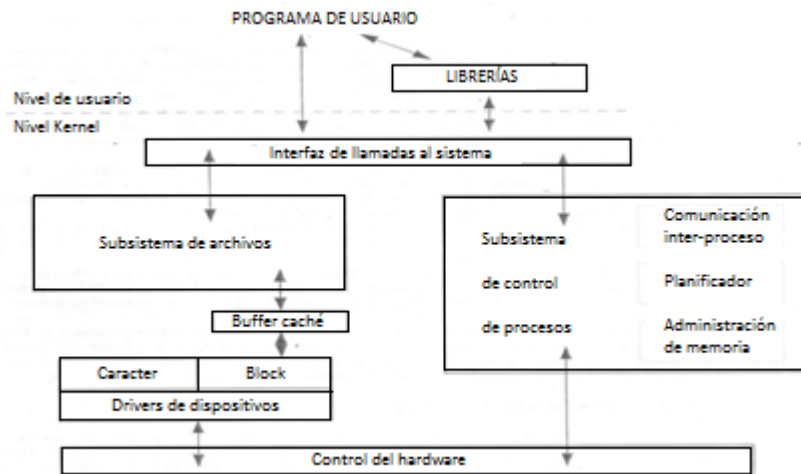 PROGRAMA DE USUARIO
LIBRERÍAS
Nivel de usuario
Nivel Kernel
Interfaz de llamadas al sistema
Subsistema de archivos
Subsistema
de control
de procesos
Comunicación
inter-proceso
Planificador
Administración
de memoria
Buffer caché
Caracter
Block
Drivers de dispositivos
Control del hardware